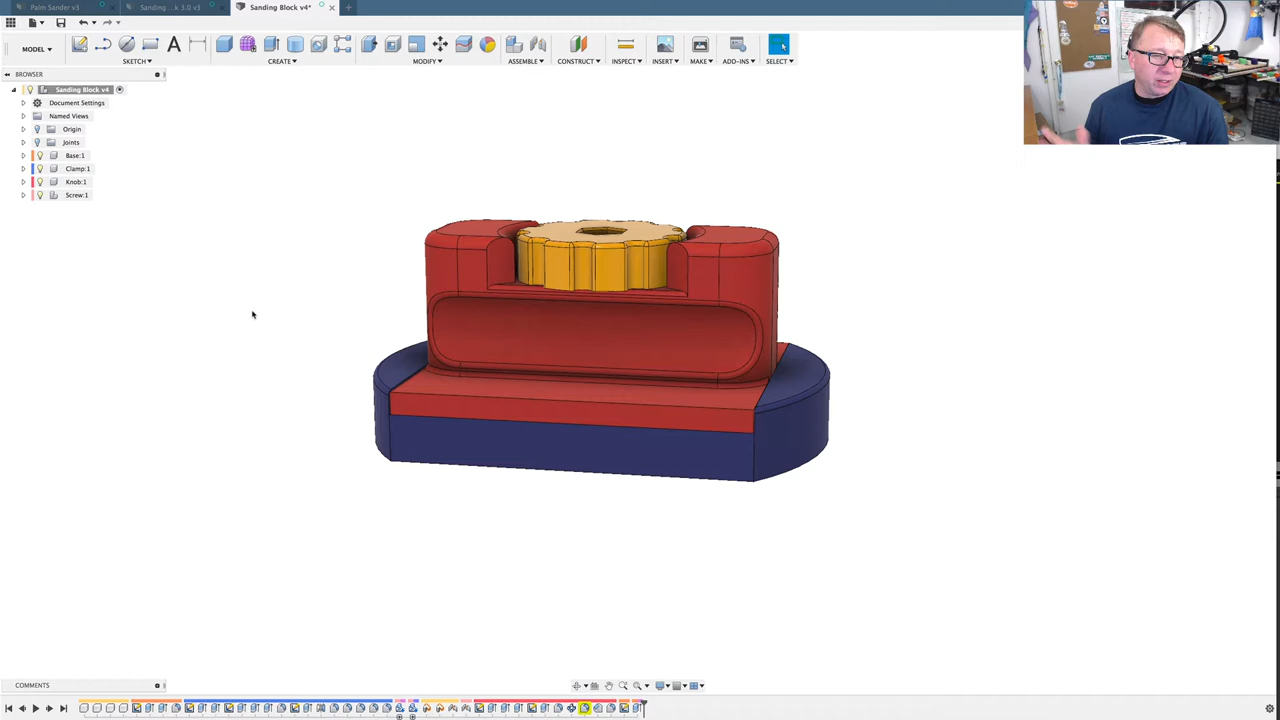 Palm Sander v3
Sanding ...k 3.0 v3
Sanding Block v4*
MODEL
SKETCH
CREATE
MODIFY
ASSEMBLE
CONSTRUCT
INSPECT
INSERT
MAKE
ADD-INS
SELECT
BROWSER
Sanding Block v4
Document Settings
Named Views
Origin
Joints
Base:1
Clamp:1
Knob:1
Screw:1
COMMENTS